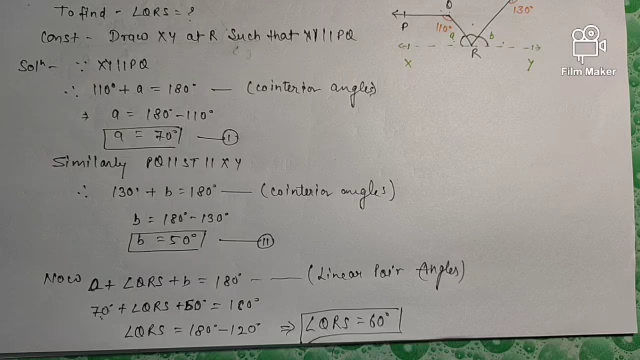 To find - ∠QRS = ?
Const - Draw XY at R Such that XY||PQ
Solⁿ- ∵ XY||PQ
∴ 110° + a = 180° — (cointerior angles)
⇒ a = 180° - 110°
a = 70° — I
Similarly PQ || ST || XY
∴ 130° + b = 180° — (cointerior angles)
b = 180° - 130°
b = 50° — II
Now a + ∠QRS + b = 180° — (Linear Pair Angles)
70° + ∠QRS + 50° = 180°
∠QRS = 180° - 120° ⇒ ∠QRS = 60°
Q
130°
P
110°
a
b
X
R
Y
Film Maker